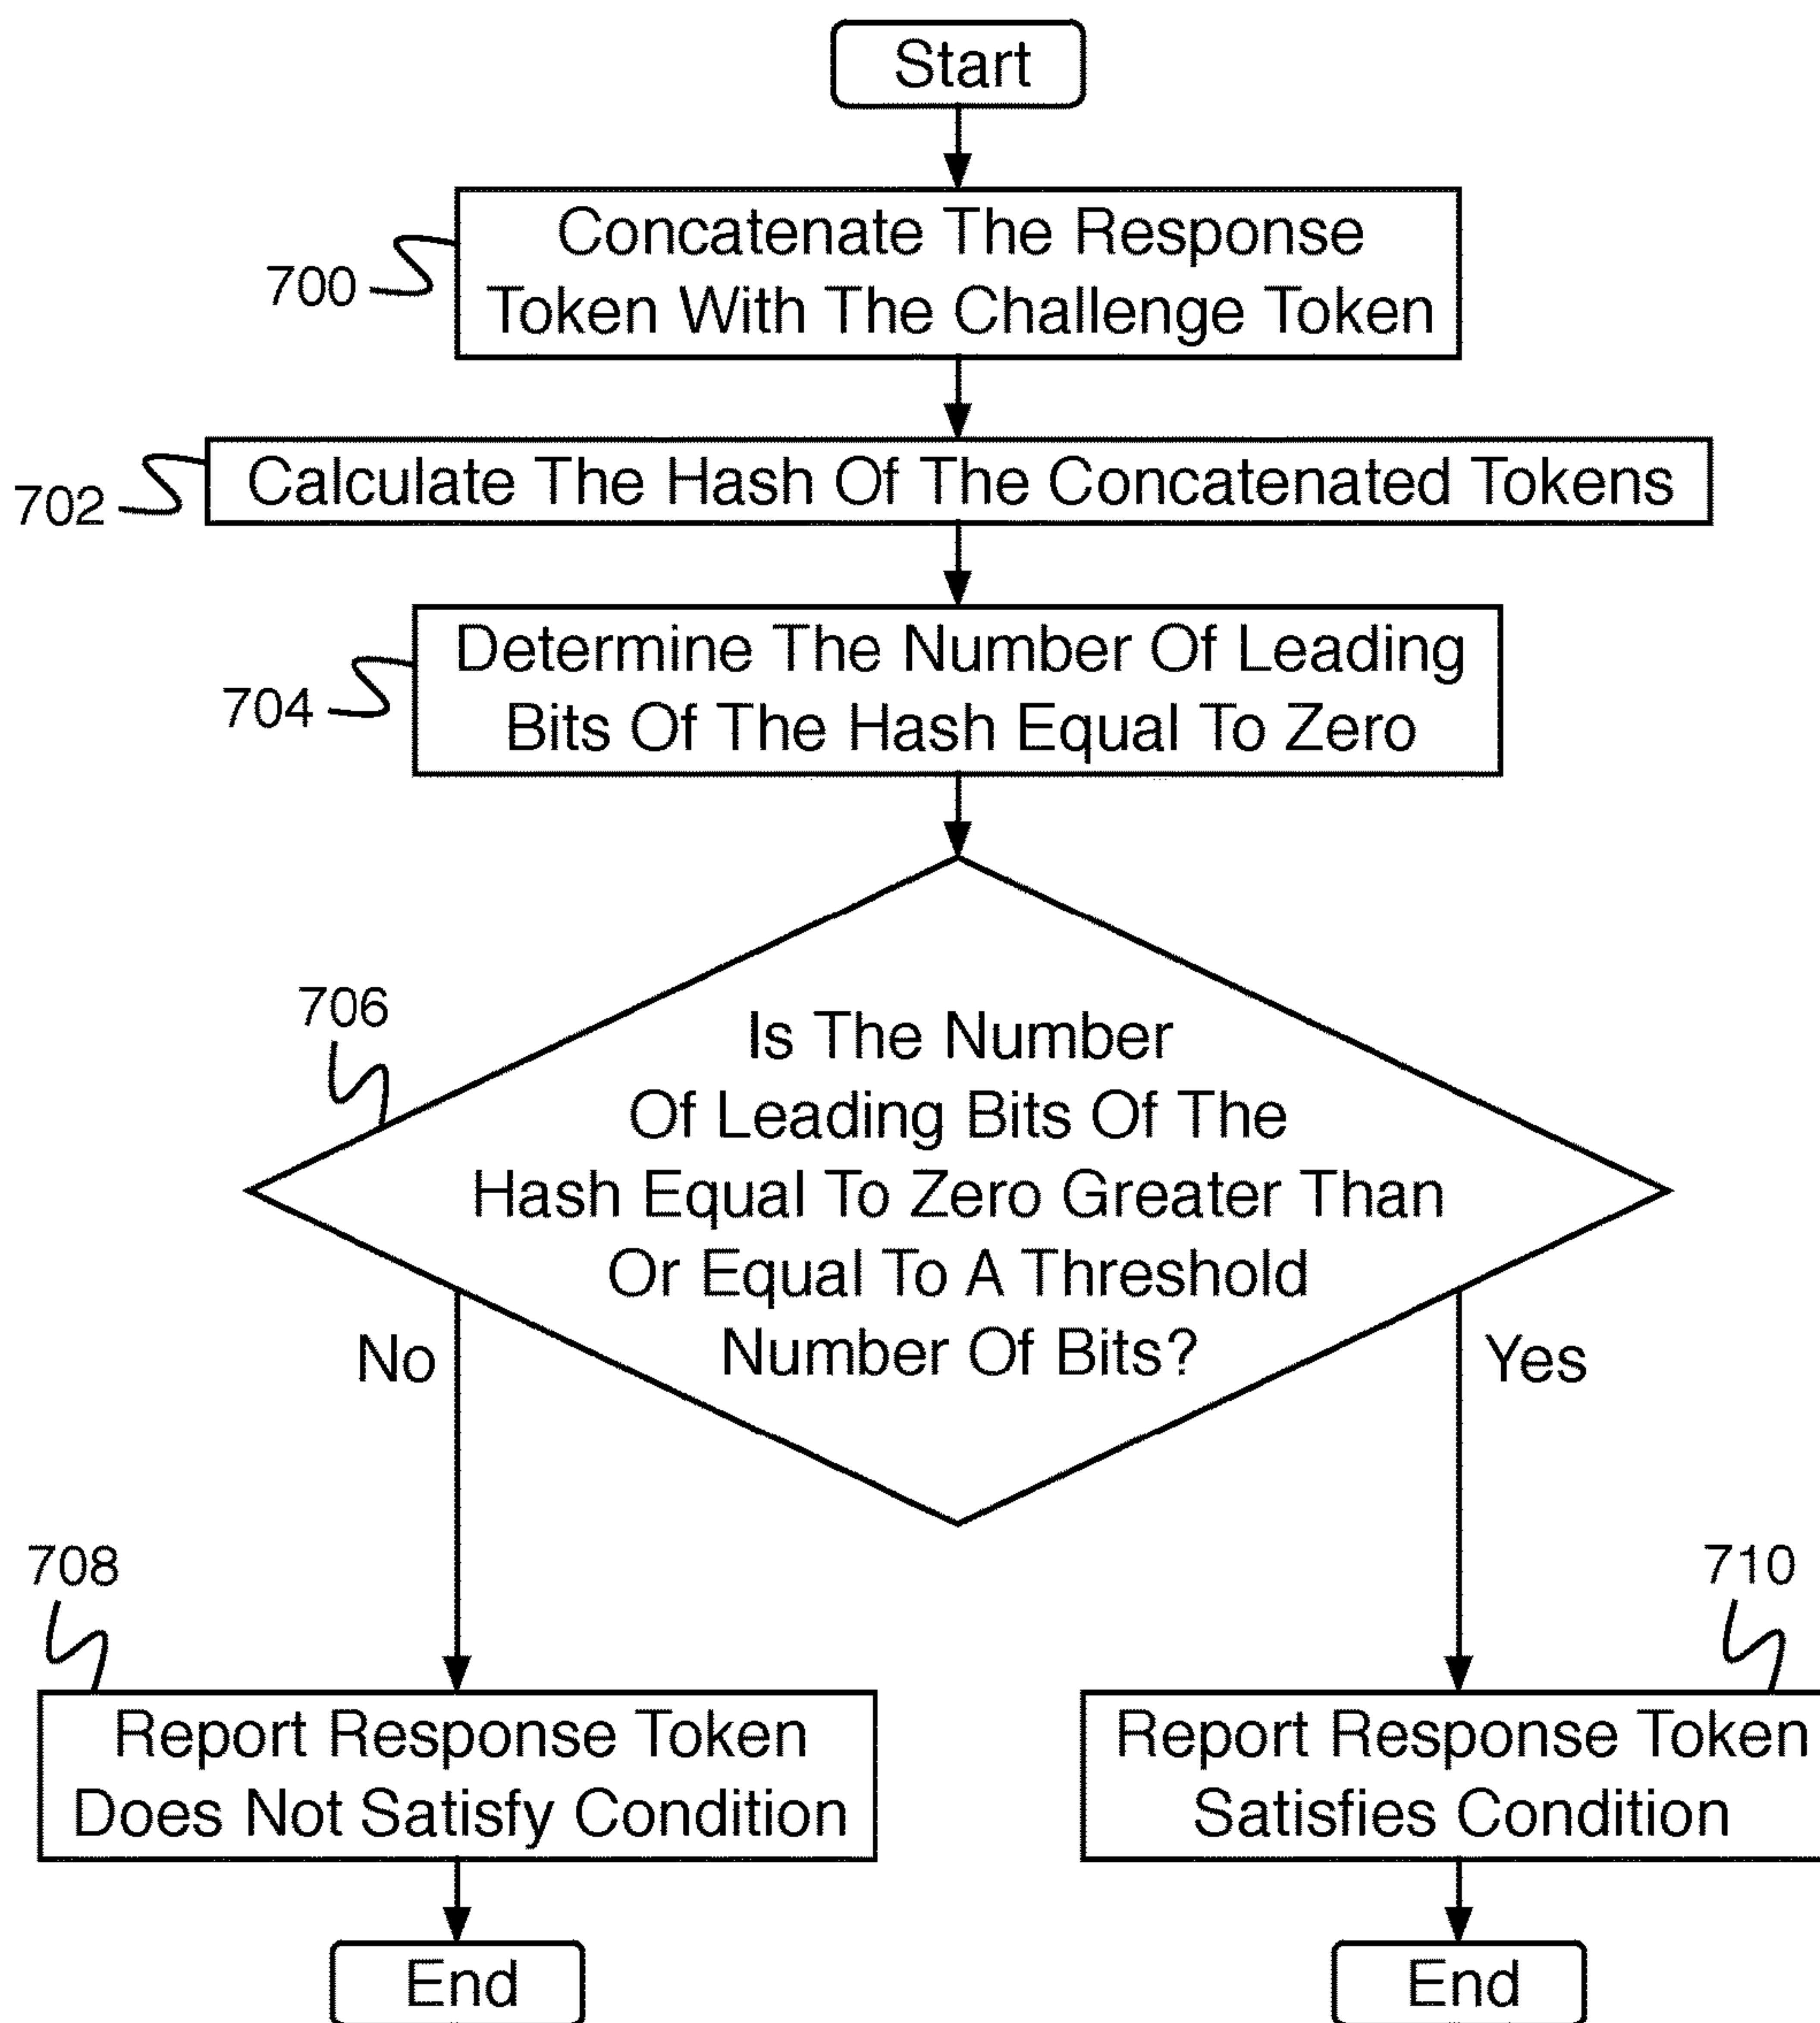 Start
700
Concatenate The Response
Token With The Challenge Token
702
Calculate The Hash Of The Concatenated Tokens
704
Determine The Number Of Leading
Bits Of The Hash Equal To Zero
706
Is The Number
Of Leading Bits Of The
Hash Equal To Zero Greater Than
Or Equal To A Threshold
Number Of Bits?
No
Yes
708
Report Response Token
Does Not Satisfy Condition
710
Report Response Token
Satisfies Condition
End
End